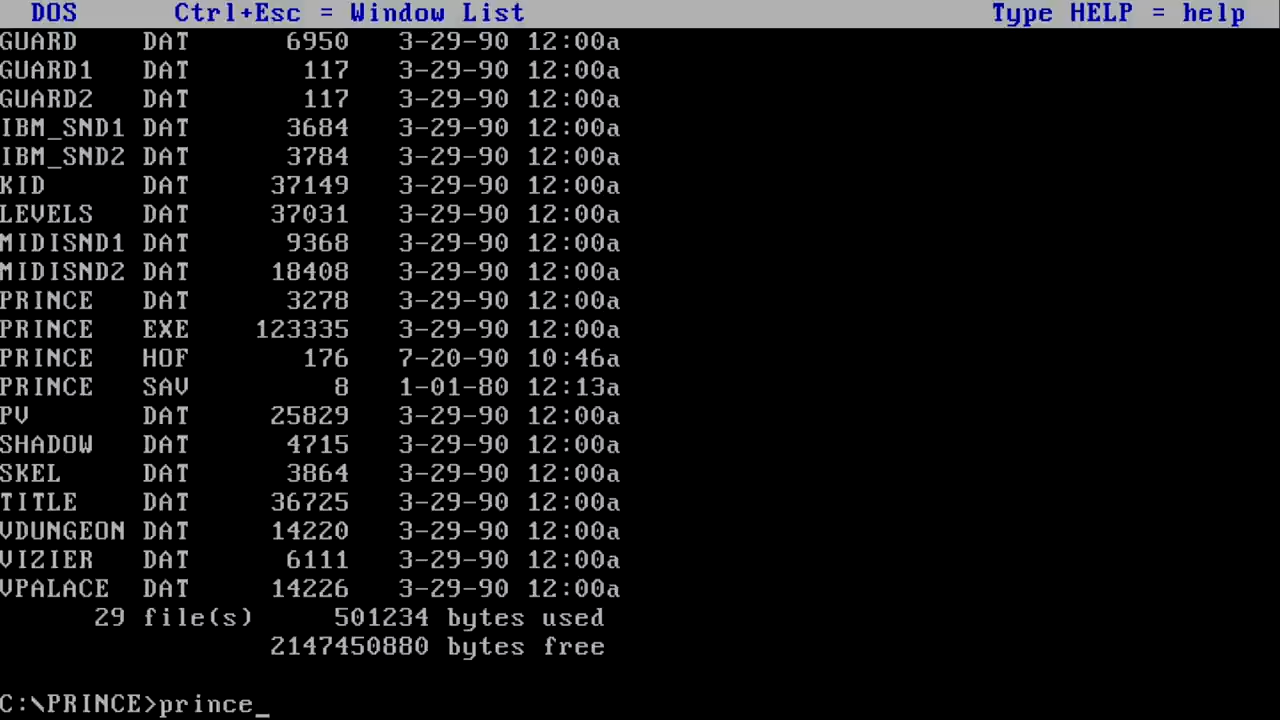 DOS       Ctrl+Esc = Window List                              Type HELP = help
GUARD    DAT      6950   3-29-90 12:00a
GUARD1   DAT       117   3-29-90 12:00a
GUARD2   DAT       117   3-29-90 12:00a
IBM_SND1 DAT      3684   3-29-90 12:00a
IBM_SND2 DAT      3784   3-29-90 12:00a
KID      DAT     37149   3-29-90 12:00a
LEVELS   DAT     37031   3-29-90 12:00a
MIDISND1 DAT      9368   3-29-90 12:00a
MIDISND2 DAT     18408   3-29-90 12:00a
PRINCE   DAT      3278   3-29-90 12:00a
PRINCE   EXE    123335   3-29-90 12:00a
PRINCE   HOF       176   7-20-90 10:46a
PRINCE   SAV         8   1-01-80 12:13a
PV       DAT     25829   3-29-90 12:00a
SHADOW   DAT      4715   3-29-90 12:00a
SKEL     DAT      3864   3-29-90 12:00a
TITLE    DAT     36725   3-29-90 12:00a
VDUNGEON DAT     14220   3-29-90 12:00a
VIZIER   DAT      6111   3-29-90 12:00a
VPALACE  DAT     14226   3-29-90 12:00a
      29 file(s)     501234 bytes used
                 2147450880 bytes free
C:\PRINCE>prince_